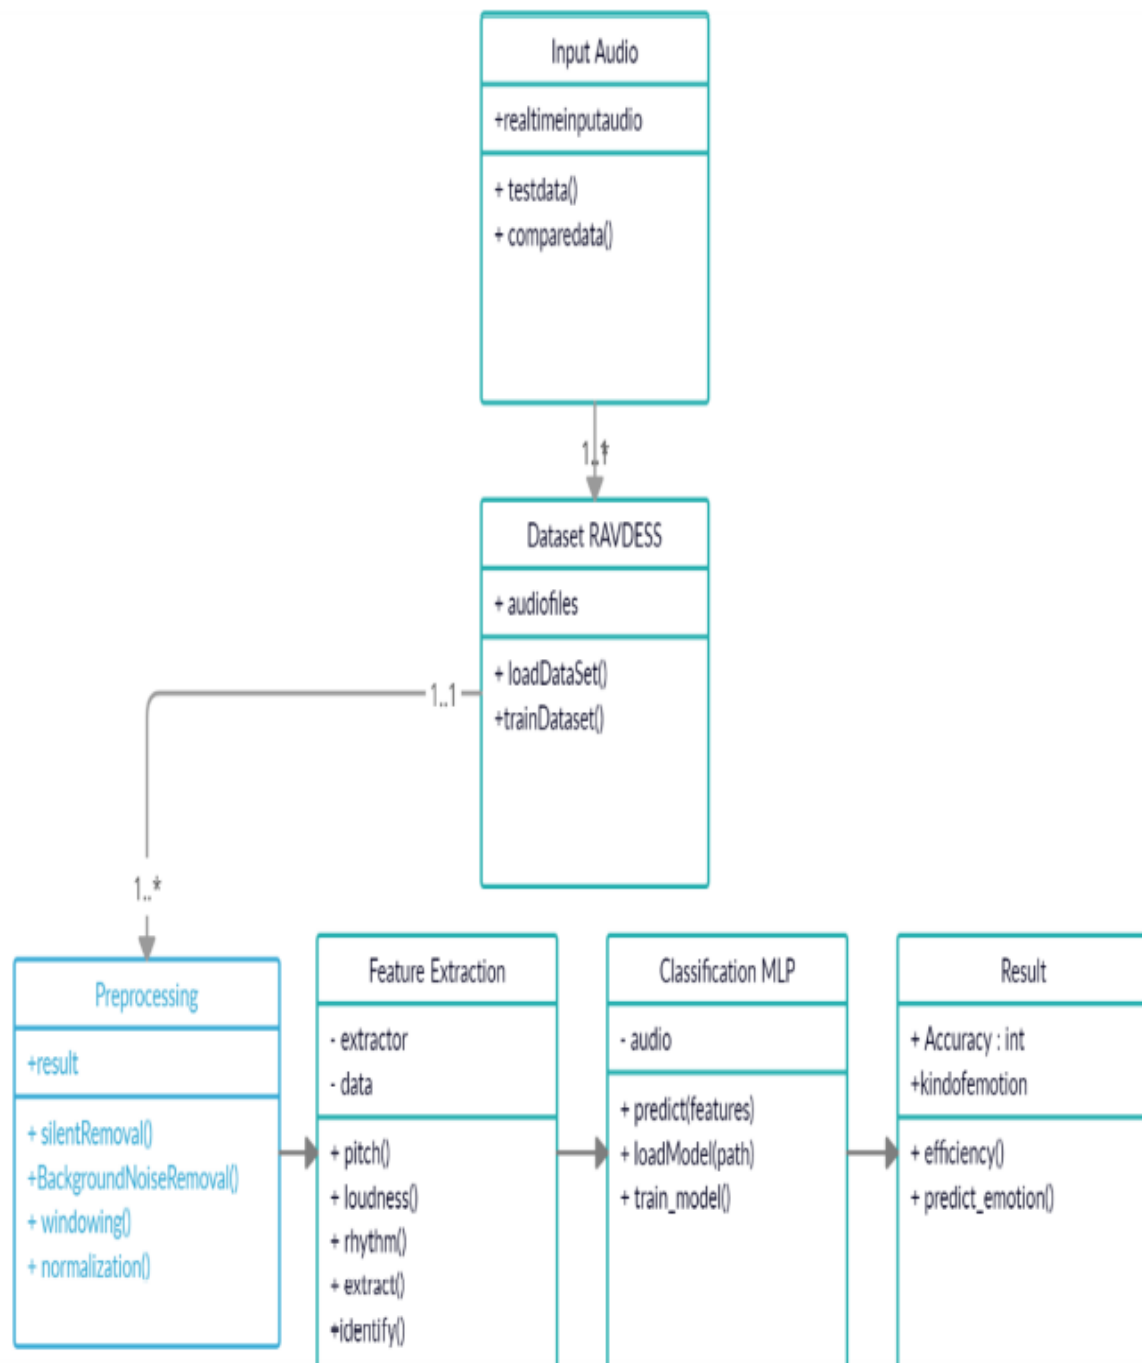 Input Audio
+realtimeinputaudio
+ testdata()
+ comparedata()
Dataset RAVDESS
+ audiofiles
+ loadDataSet()
+trainDataset()
1..1
1..*
Preprocessing
+result
+ silentRemoval()
+BackgroundNoiseRemoval()
+ windowing()
+ normalization()
Feature Extraction
- extractor
- data
+ pitch()
+ loudness()
+ rhythm()
+ extract()
+identify()
Classification MLP
- audio
+ predict(features)
+ loadModel(path)
+ train_model()
Result
+ Accuracy : int
+kindofemotion
+ efficiency()
+ predict_emotion()